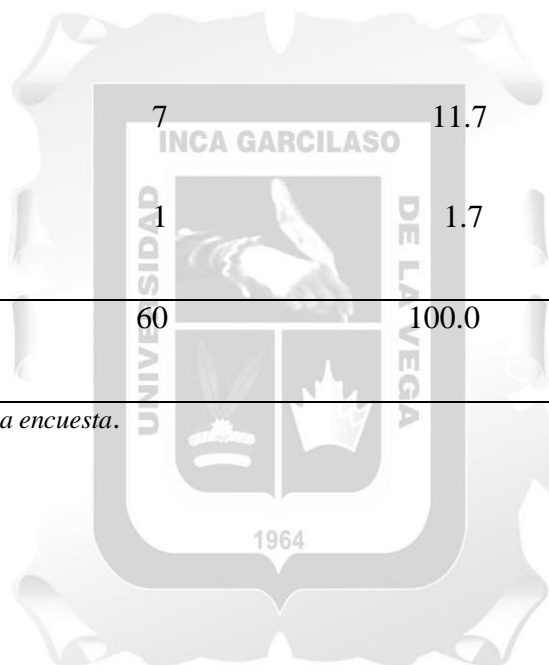 7 11.7
INCA GARCILASO
1 1.7
UNIVERSIDAD
DE LA VEGA
60 100.0
a encuesta.
1964